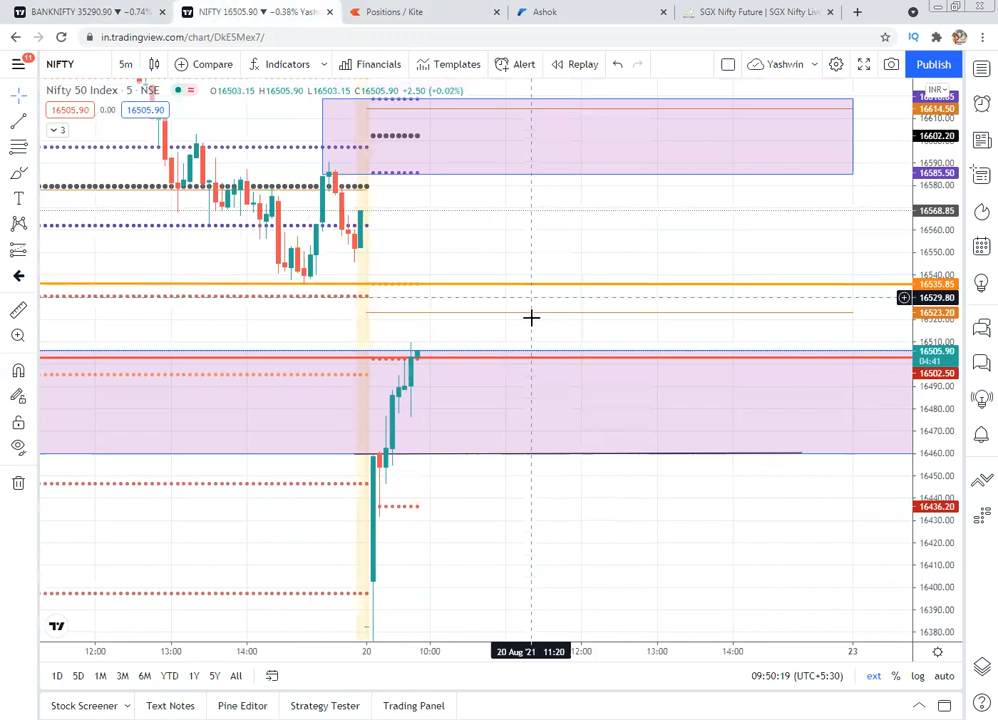 BANKNIFTY 35290.90 ▼ −0.74%
NIFTY 16505.90 ▼ −0.38% Yash
Positions / Kite
Ashok
SGX Nifty Future | SGX Nifty Liv
in.tradingview.com/chart/DkE5Mex7/
IQ
11
NIFTY
5m
Compare
Indicators
Financials
Templates
Alert
Replay
Yashwin
Publish
Nifty 50 Index · 5 · NSE
O16503.15 H16505.90 L16503.15 C16505.90 +2.50 (+0.02%)
16505.90
0.00
16505.90
3
INR
16614.50
16610.00
16602.20
16590.00
16585.50
16580.00
16568.85
16560.00
16550.00
16540.00
16535.85
16529.80
16523.20
16520.00
16510.00
16505.90
04:41
16502.50
16490.00
16480.00
16470.00
16460.00
16450.00
16440.00
16436.20
16430.00
16420.00
16410.00
16400.00
16390.00
16380.00
12:00
13:00
14:00
20
10:00
20 Aug '21 11:20
12:00
13:00
14:00
23
1D
5D
1M
3M
6M
YTD
1Y
5Y
All
09:50:19 (UTC+5:30)
ext
%
log
auto
Stock Screener
Text Notes
Pine Editor
Strategy Tester
Trading Panel